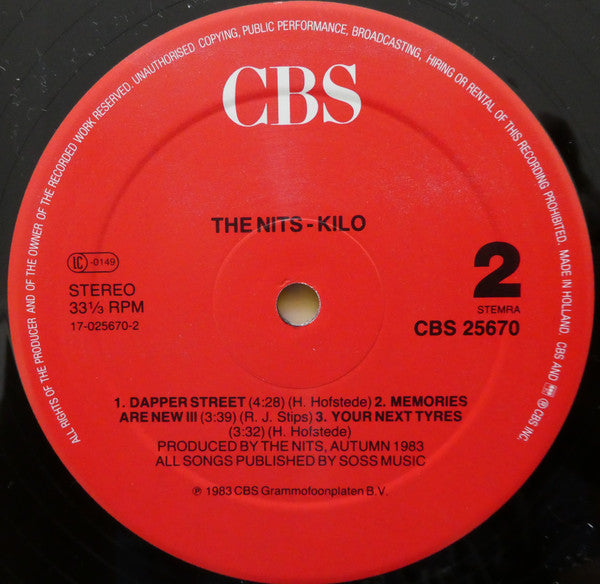 ALL RIGHTS OF THE PRODUCER AND OF THE OWNER OF THE RECORDED WORK RESERVED. UNAUTHORISED COPYING, PUBLIC PERFORMANCE, BROADCASTING, HIRING OR RENTAL OF THIS RECORDING PROHIBITED. MADE IN HOLLAND. CBS AND ® CBS INC.
CBS
THE NITS - KILO
LC -0149
STEREO
33⅓ RPM
17-025670-2
2
STEMRA
CBS 25670
1. DAPPER STREET (4:28) (H. Hofstede) 2. MEMORIES
ARE NEW III (3:39) (R. J. Stips) 3. YOUR NEXT TYRES
(3:32) (H. Hofstede)
PRODUCED BY THE NITS, AUTUMN 1983
ALL SONGS PUBLISHED BY SOSS MUSIC
℗ 1983 CBS Grammofoonplaten B.V.